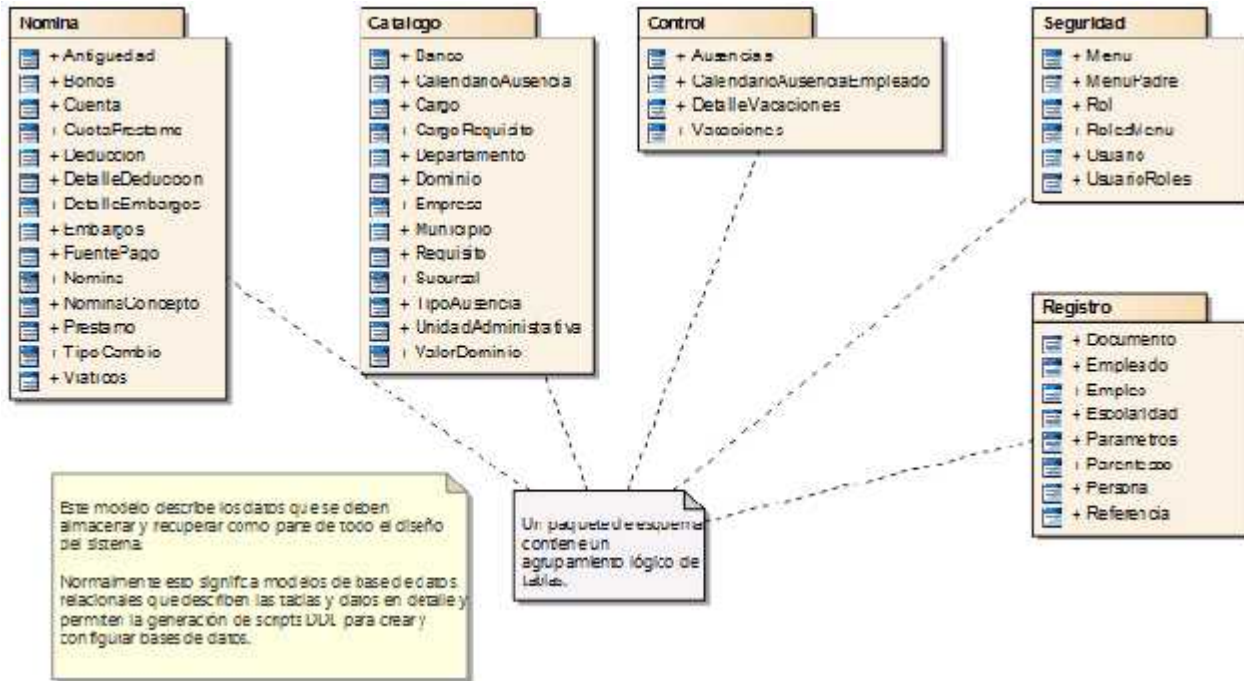 Nomina
+ Antiguedad
+ Bonos
+ Cuenta
+ CuotaPrestamo
+ Deduccion
+ DetalleDeduccion
+ DetalleEmbargos
+ Embargos
+ FuentePago
+ Nomina
+ NominaConcepto
+ Prestamo
+ TipoCambio
+ Viaticos
Catalogo
+ Banco
+ CalendarioAusencia
+ Cargo
+ CargoRequisito
+ Departamento
+ Dominio
+ Empresa
+ Municipio
+ Requisito
+ Sucursal
+ TipoAusencia
+ UnidadAdministativa
+ ValorDominio
Control
+ Ausencias
+ CalendarioAusenciaEmpleado
+ DetalleVacaciones
+ Vacaciones
Seguridad
+ Menu
+ MenuPadre
+ Rol
+ RolesMenu
+ Usuario
+ UsuarioRoles
Registro
+ Documento
+ Empleado
+ Empleo
+ Escolaridad
+ Parametros
+ Parentesco
+ Persona
+ Referencia
Este modelo describe los datos que se deben
almacenar y recuperar como parte de todo el diseño
del sistema.
Normalmente esto significa modelos de base de datos
relacionales que describen las tablas y datos en detalle y
permiten la generación de scripts DDL para crear y
configurar bases de datos.
Un paquete de esquema
contiene un
agrupamiento lógico de
tablas.